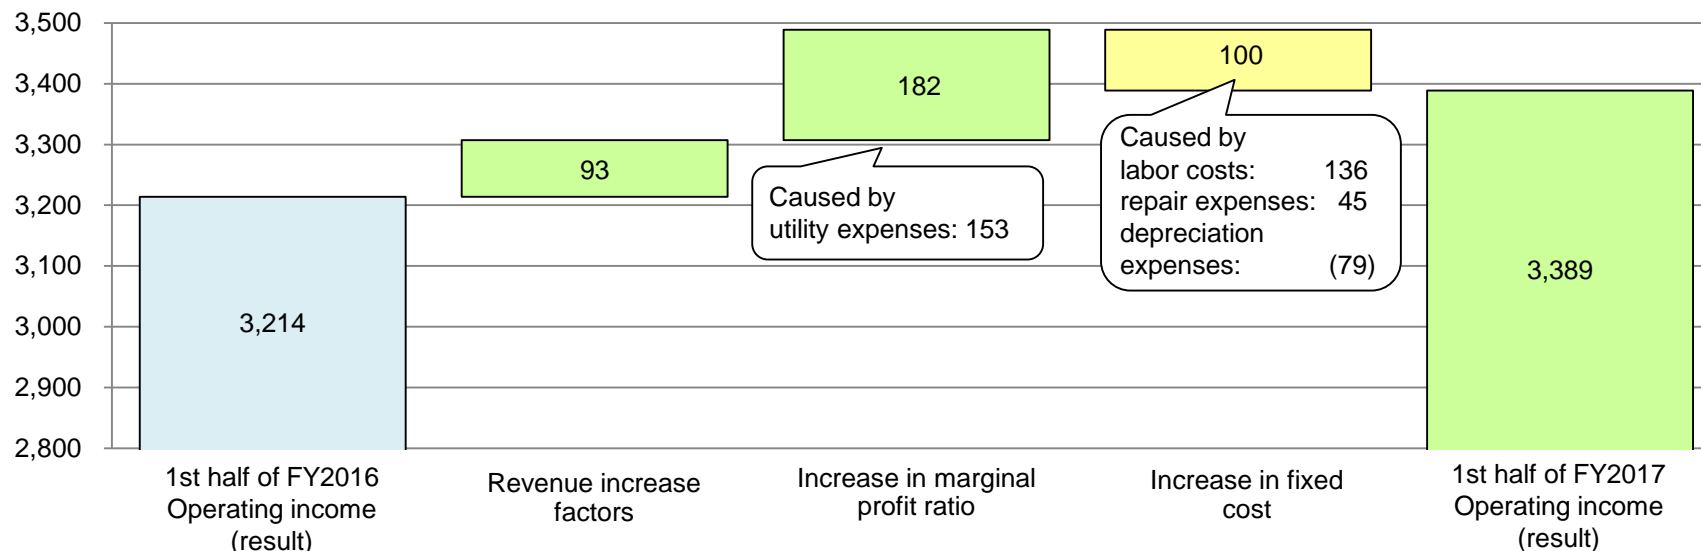 3,500
3,400
3,300
3,200
3,100
3,000
2,900
2,800
3,214
93
182
Caused by
utility expenses: 153
100
Caused by
labor costs: 136
repair expenses: 45
depreciation
expenses: (79)
3,389
1st half of FY2016
Operating income
(result)
Revenue increase
factors
Increase in marginal
profit ratio
Increase in fixed
cost
1st half of FY2017
Operating income
(result)